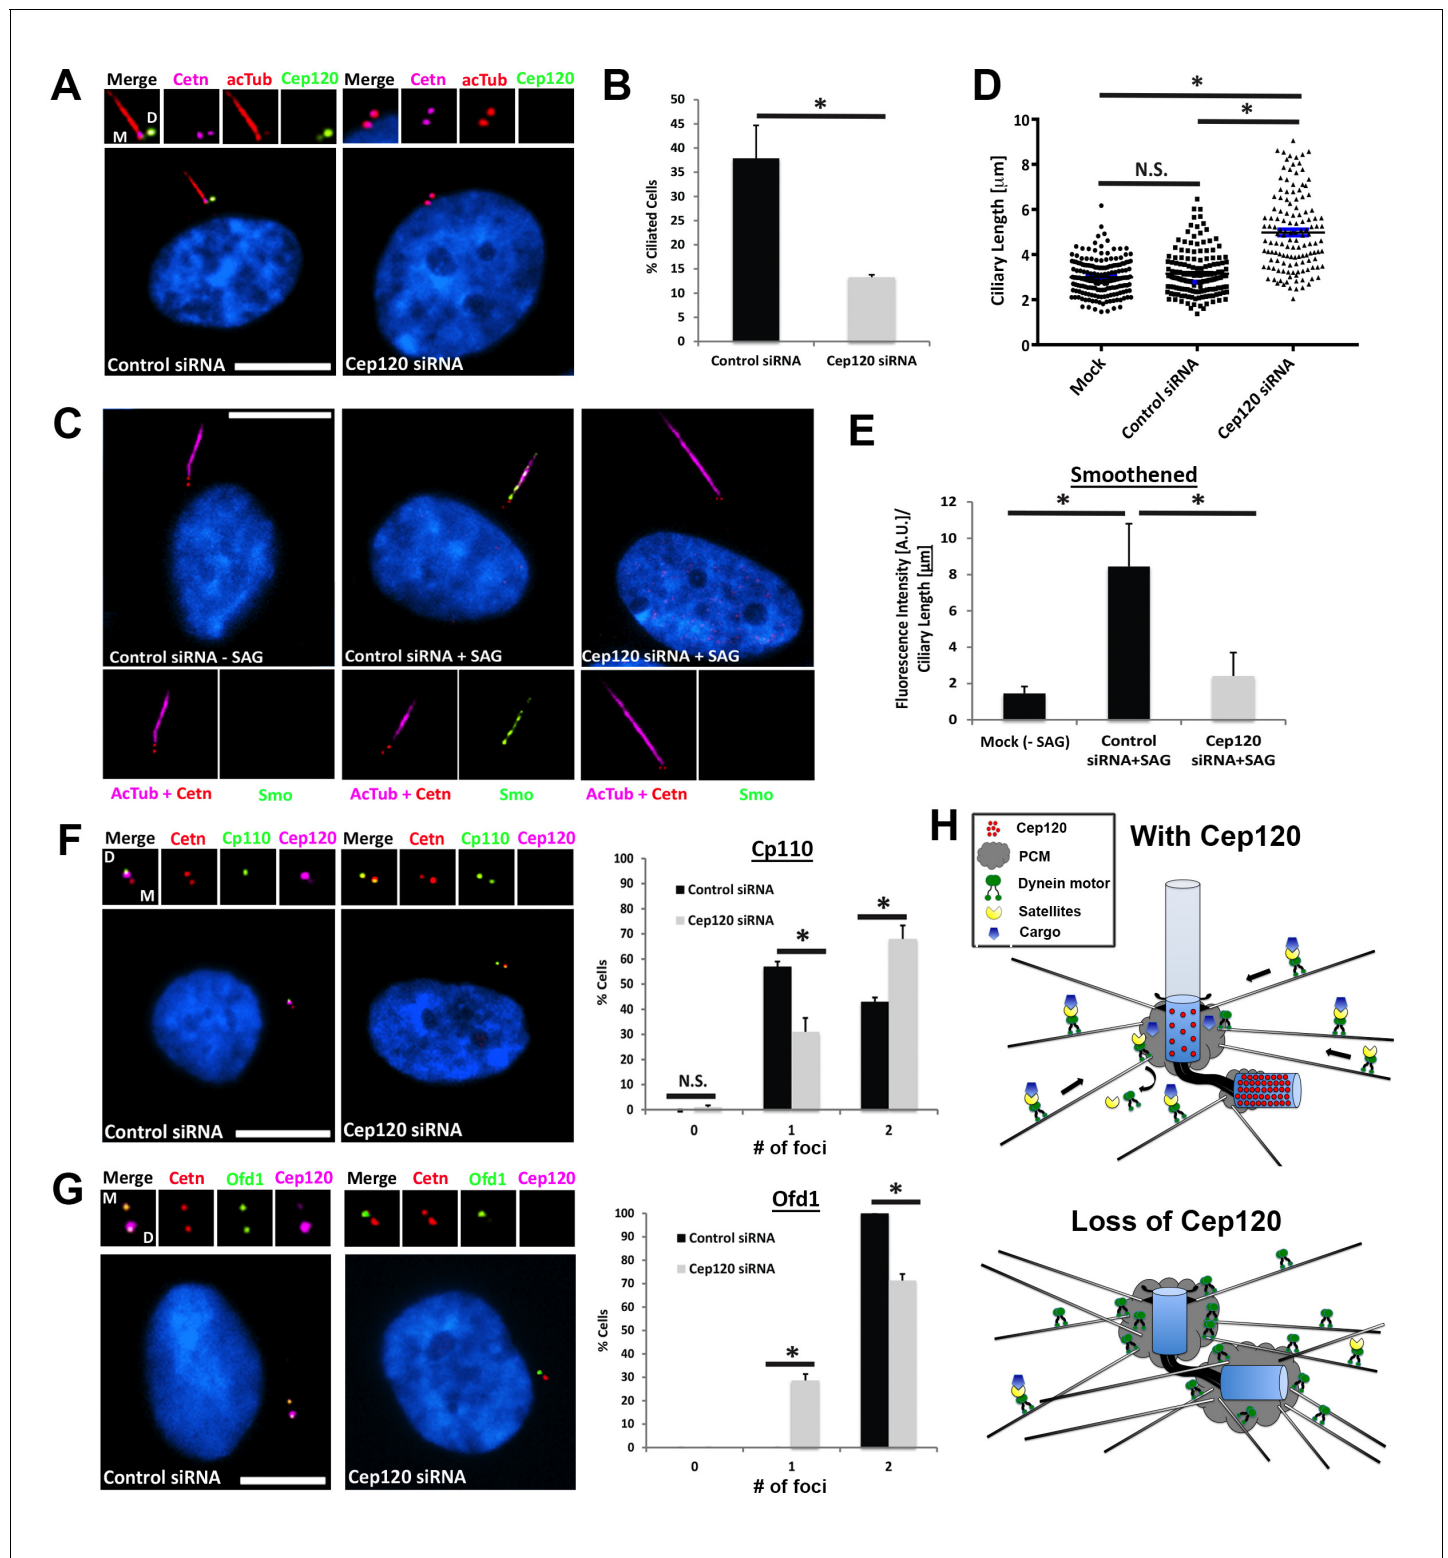 A
Merge Cetn acTub Cep120 Merge Cetn acTub Cep120
D
M
Control siRNA
Cep120 siRNA
B
% Ciliated Cells
50
45
40
35
30
25
20
15
10
5
0
*
Control siRNA Cep120 siRNA
D
Ciliary Length [μm]
10
8
6
4
2
0
*
*
N.S.
Mock
Control siRNA
Cep120 siRNA
C
Control siRNA - SAG
Control siRNA + SAG
Cep120 siRNA + SAG
AcTub + Cetn Smo AcTub + Cetn Smo AcTub + Cetn Smo
E
Smoothened
Fluorescence Intensity [A.U.]/
Ciliary Length [μm]
12
10
8
6
4
2
0
* *
Mock (- SAG) Control siRNA+SAG Cep120 siRNA+SAG
F
Merge Cetn Cp110 Cep120 Merge Cetn Cp110 Cep120
D
M
Control siRNA
Cep120 siRNA
Cp110
Control siRNA
Cep120 siRNA
% Cells
100
90
80
70
60
50
40
30
20
10
0
N.S. * *
0 1 2
# of foci
G
Merge Cetn Ofd1 Cep120 Merge Cetn Ofd1 Cep120
M
D
Control siRNA
Cep120 siRNA
Ofd1
Control siRNA
Cep120 siRNA
% Cells
100
90
80
70
60
50
40
30
20
10
0
* *
0 1 2
# of foci
H
Cep120
PCM
Dynein motor
Satellites
Cargo
With Cep120
Loss of Cep120